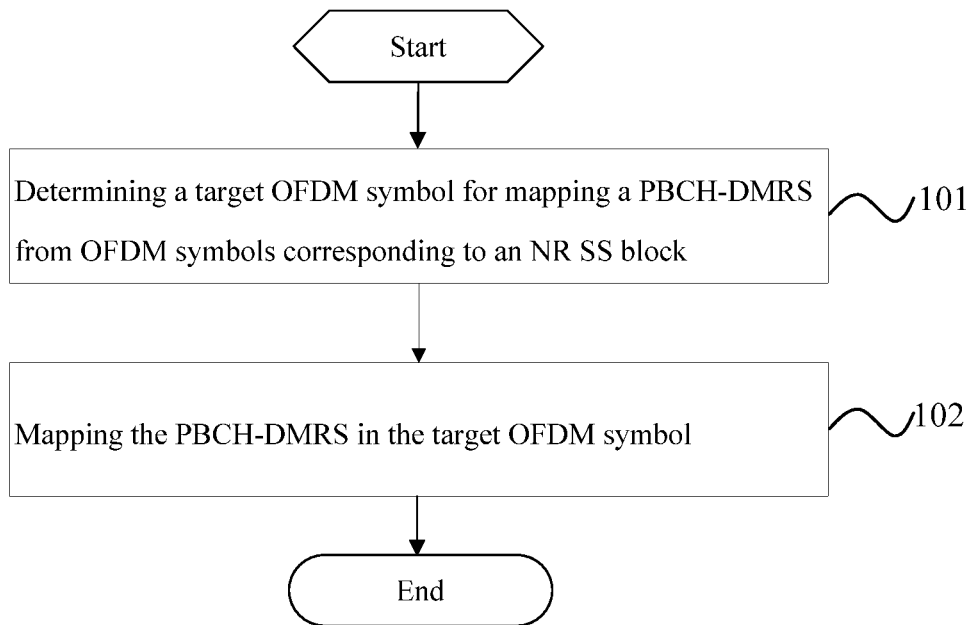 Start
Determining a target OFDM symbol for mapping a PBCH-DMRS
101
from OFDM symbols corresponding to an NR SS block
Mapping the PBCH-DMRS in the target OFDM symbol
102
End